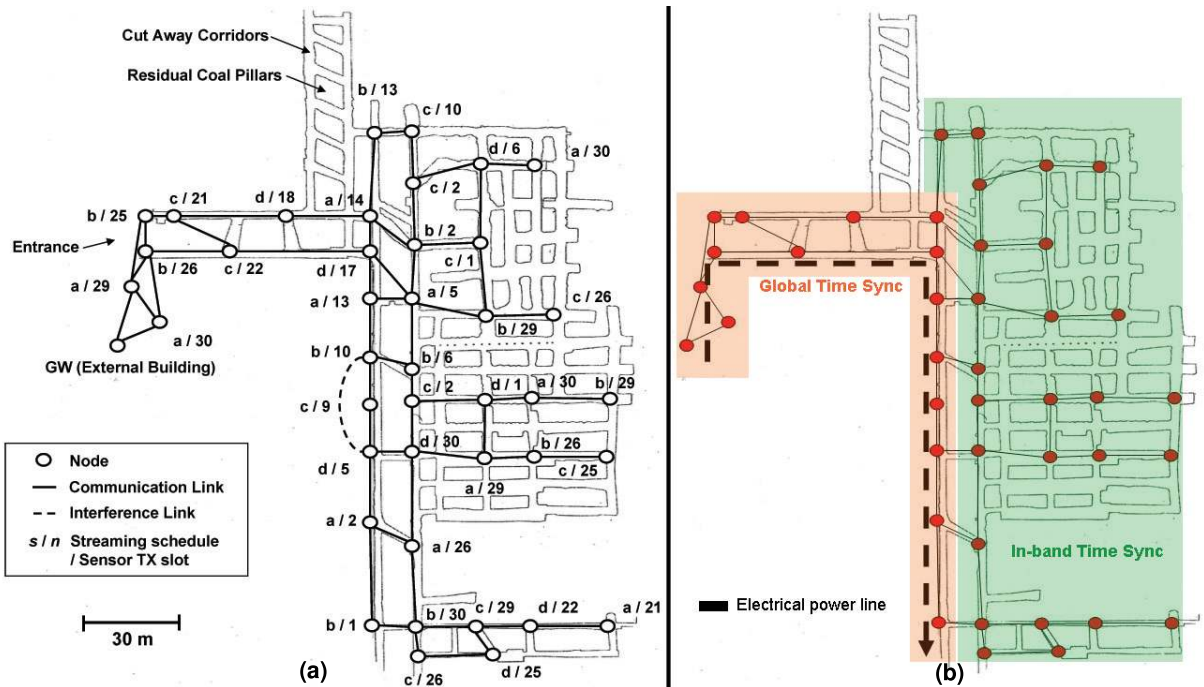 Cut Away Corridors
Residual Coal Pillars
b / 13
c / 10
d / 6
a / 30
c / 2
c / 21
d / 18
a / 14
b / 25
b / 2
Entrance
c / 1
b / 26
c / 22
d / 17
a / 29
a / 5
a / 13
c / 26
a / 30
b / 29
GW (External Building)
b / 10
b / 6
c / 2
d / 1
a / 30
b / 29
c / 9
d / 30
b / 26
d / 5
c / 25
a / 29
Node
Communication Link
Interference Link
s / n Streaming schedule
/ Sensor TX slot
a / 2
a / 26
30 m
b / 1
b / 30
c / 29
d / 22
a / 21
c / 26
d / 25
(a)
Global Time Sync
In-band Time Sync
Electrical power line
(b)